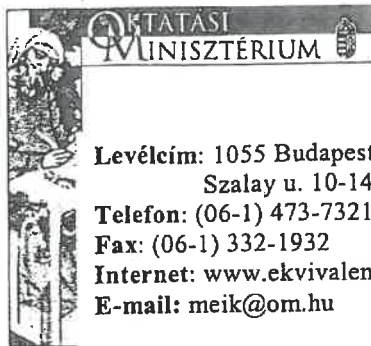 OKTATÁSI
MINISZTÉRIUM
Levélcím: 1055 Budapest
Szalay u. 10-14
Telefon: (06-1) 473-7321
Fax: (06-1) 332-1932
Internet: www.ekvivalen
E-mail: meik@om.hu